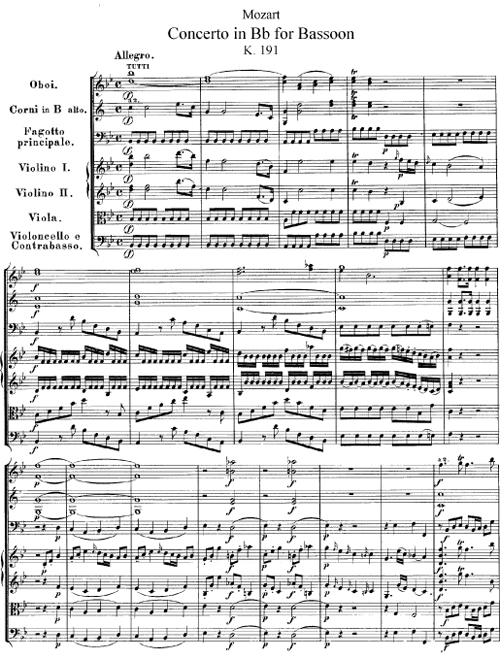 Mozart
Concerto in Bb for Bassoon
K. 191
Allegro.
TUTTI
Oboi.
Corni in B alto.
Fagotto
principale.
Violino I.
Violino II.
Viola.
Violoncello e
Contrabasso.